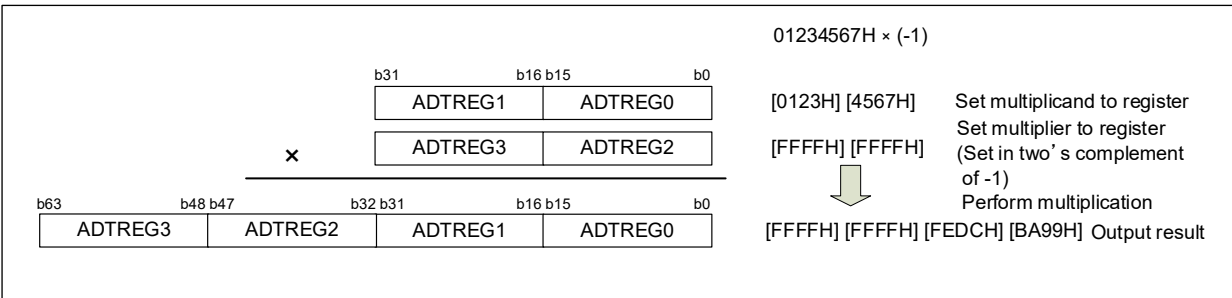 01234567H × (-1)
b31 b16 b15 b0
ADTREG1 ADTREG0 [0123H] [4567H] Set multiplicand to register
× ADTREG3 ADTREG2 [FFFFH] [FFFFH] Set multiplier to register
(Set in two's complement
of -1)
Perform multiplication
b63 b48 b47 b32 b31 b16 b15 b0
ADTREG3 ADTREG2 ADTREG1 ADTREG0 [FFFFH] [FFFFH] [FEDCH] [BA99H] Output result